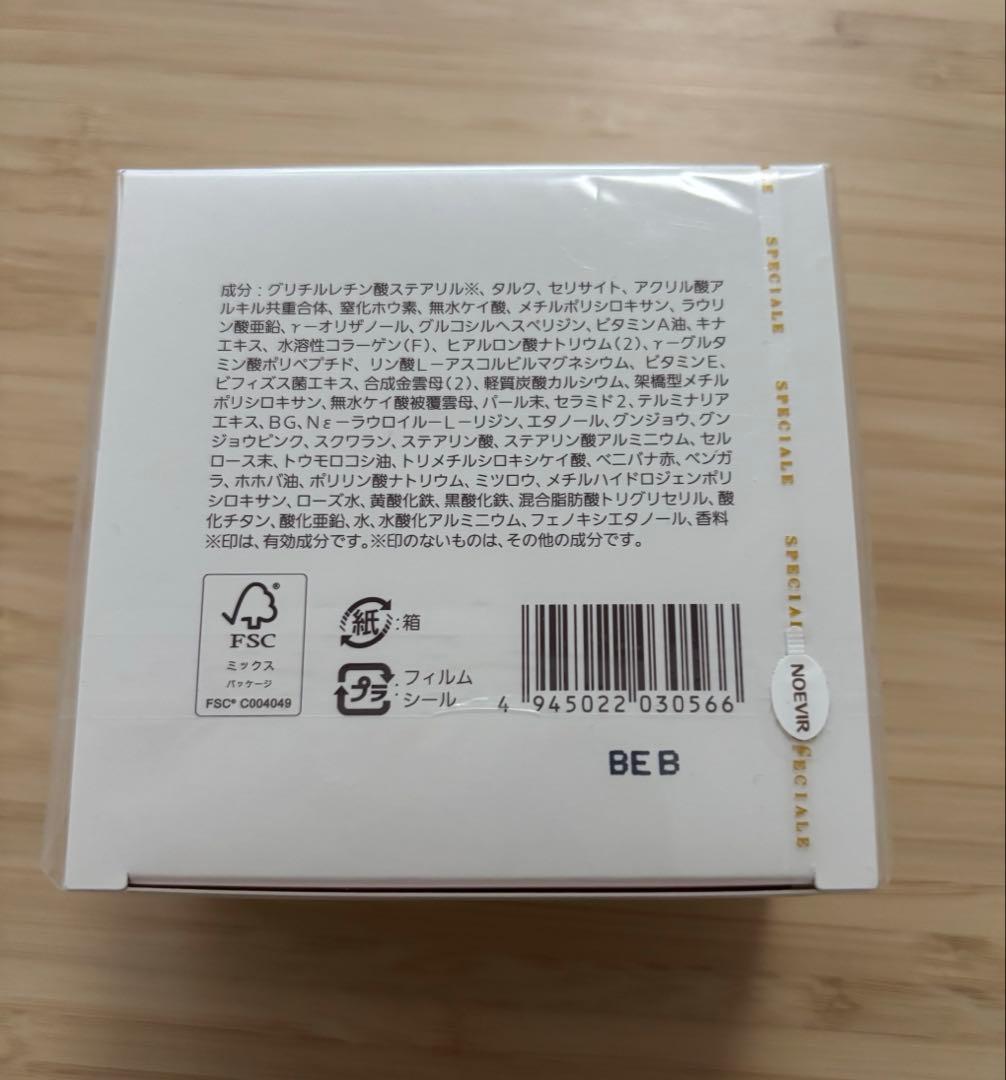 成分：グリチルレチン酸ステアリル※、タルク、セリサイト、アクリル酸ア
ルキル共重合体、窒化ホウ素、無水ケイ酸、メチルポリシロキサン、ラウリ
ン酸亜鉛、γーオリザノール、グルコシルヘスペリジン、ビタミンA油、キナ
エキス、水溶性コラーゲン(F)、ヒアルロン酸ナトリウム(2)、γーグルタ
ミン酸ポリペプチド、リン酸Lーアスコルビルマグネシウム、ビタミンE、
ビフィズス菌エキス、合成金雲母(2)、軽質炭酸カルシウム、架橋型メチル
ポリシロキサン、無水ケイ酸被覆雲母、パール末、セラミド2、テルミナリア
エキス、BG、NεーラウロイルーLーリジン、エタノール、グンジョウ、グン
ジョウピンク、スクワラン、ステアリン酸、ステアリン酸アルミニウム、セル
ロース末、トウモロコシ油、トリメチルシロキシケイ酸、ベニバナ赤、ベンガ
ラ、ホホバ油、ポリリン酸ナトリウム、ミツロウ、メチルハイドロジェンポリ
シロキサン、ローズ水、黄酸化鉄、黒酸化鉄、混合脂肪酸トリグリセリル、酸
化チタン、酸化亜鉛、水、水酸化アルミニウム、フェノキシエタノール、香料
※印は、有効成分です。※印のないものは、その他の成分です。
FSC®
ミックス
パッケージ
FSC® C004049
紙:箱
プラ:フィルム
シール
4 945022 030566
BEB
SPECIALE
SPECIALE
SPECIAL
NOEVIR
ECIALE